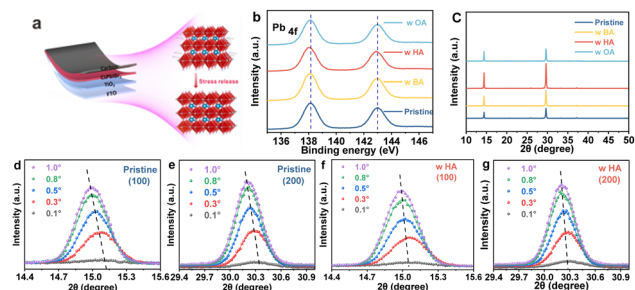 a
Carbon
CsPbIBr₂
TiO₂
FTO
Stress release
b
Pb 4f
w OA
w HA
w BA
Pristine
Intensity (a.u.)
136 138 140 142 144 146
Binding energy (eV)
C
Pristine
w BA
w HA
w OA
Intensity (a.u.)
10 15 20 25 30 35 40 45 50
2θ (degree)
d
1.0°
0.8°
0.5°
0.3°
0.1°
Pristine
(100)
Intensity (a.u.)
14.4 14.7 15.0 15.3 15.6
2θ (degree)
e
1.0°
0.8°
0.5°
0.3°
0.1°
Pristine
(200)
Intensity (a.u.)
29.4 29.7 30.0 30.3 30.6 30.9
2θ (degree)
f
1.0°
0.8°
0.5°
0.3°
0.1°
w HA
(100)
Intensity (a.u.)
14.4 14.7 15.0 15.3 15.6
2θ (degree)
g
1.0°
0.8°
0.5°
0.3°
0.1°
w HA
(200)
Intensity (a.u.)
29.4 29.7 30.0 30.3 30.6 30.9
2θ (degree)